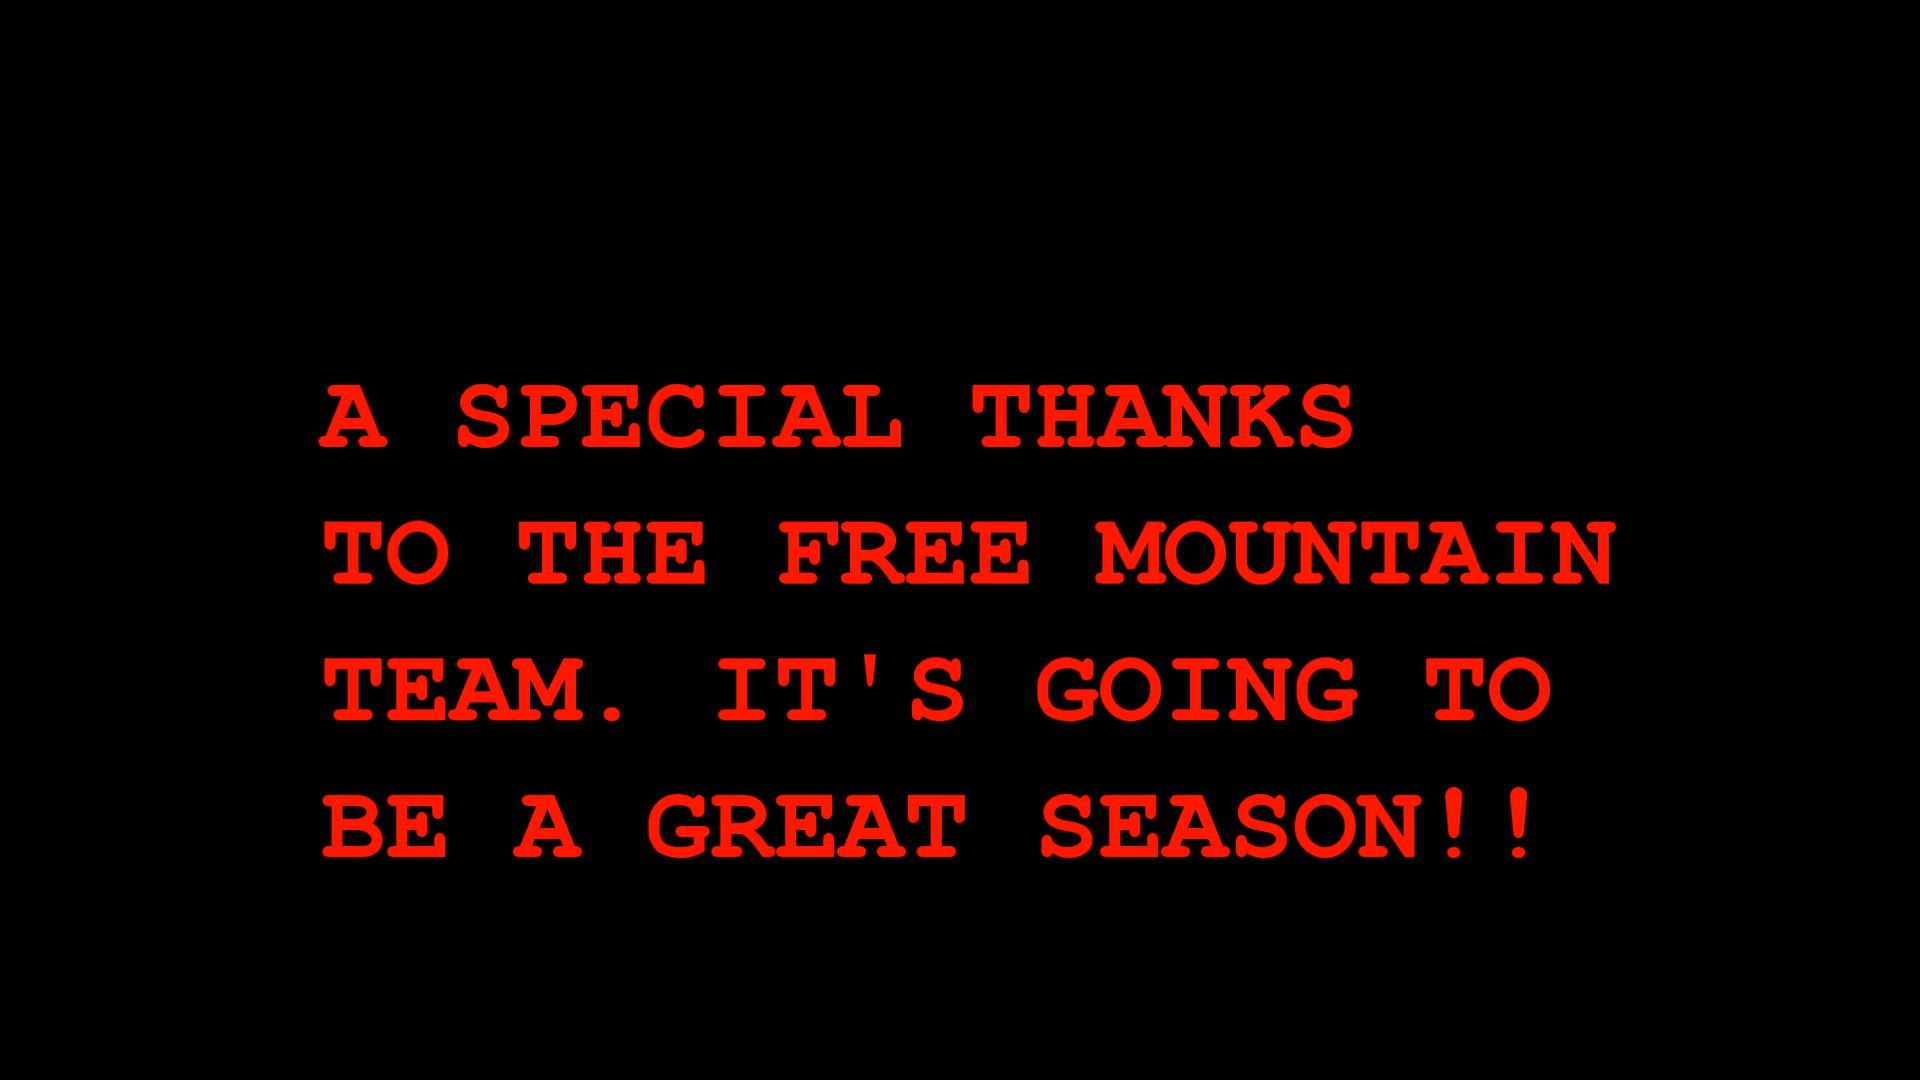 A SPECIAL THANKS
TO THE FREE MOUNTAIN
TEAM. IT'S GOING TO
BE A GREAT SEASON!!